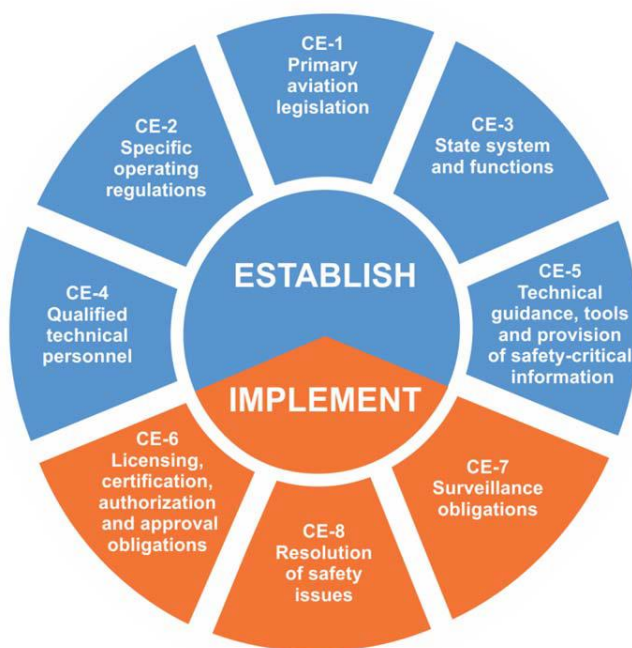 CE-1
Primary
aviation
legislation
CE-2
Specific
operating
regulations
CE-3
State system
and functions
CE-4
Qualified
technical
personnel
ESTABLISH
CE-5
Technical
guidance, tools
and provision
of safety-critical
information
IMPLEMENT
CE-6
Licensing,
certification,
authorization
and approval
obligations
CE-7
Surveillance
obligations
CE-8
Resolution
of safety
issues